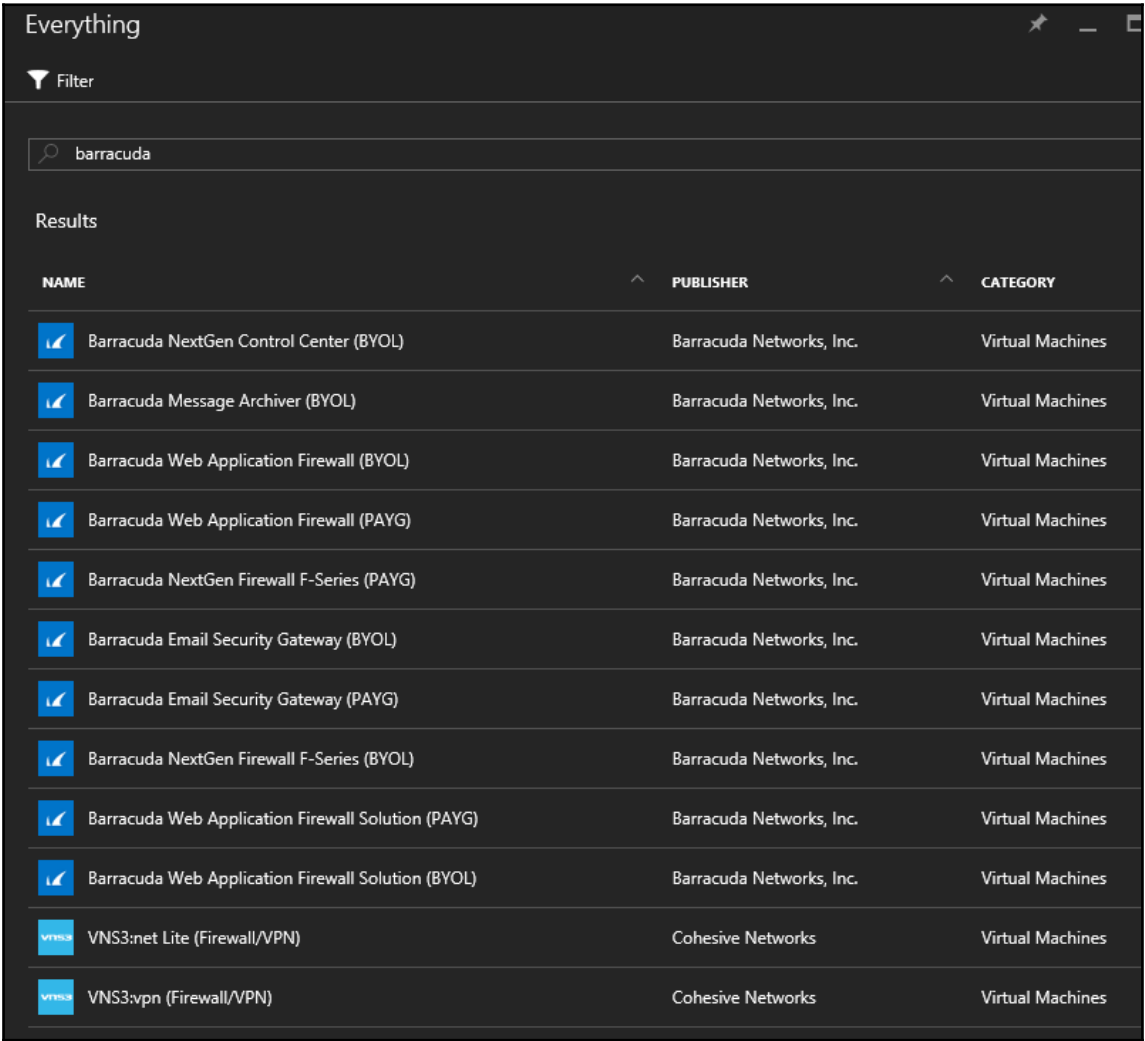 Everything
Filter
barracuda
Results
NAME PUBLISHER CATEGORY
Barracuda NextGen Control Center (BYOL) Barracuda Networks, Inc. Virtual Machines
Barracuda Message Archiver (BYOL) Barracuda Networks, Inc. Virtual Machines
Barracuda Web Application Firewall (BYOL) Barracuda Networks, Inc. Virtual Machines
Barracuda Web Application Firewall (PAYG) Barracuda Networks, Inc. Virtual Machines
Barracuda NextGen Firewall F-Series (PAYG) Barracuda Networks, Inc. Virtual Machines
Barracuda Email Security Gateway (BYOL) Barracuda Networks, Inc. Virtual Machines
Barracuda Email Security Gateway (PAYG) Barracuda Networks, Inc. Virtual Machines
Barracuda NextGen Firewall F-Series (BYOL) Barracuda Networks, Inc. Virtual Machines
Barracuda Web Application Firewall Solution (PAYG) Barracuda Networks, Inc. Virtual Machines
Barracuda Web Application Firewall Solution (BYOL) Barracuda Networks, Inc. Virtual Machines
vns3 VNS3:net Lite (Firewall/VPN) Cohesive Networks Virtual Machines
vns3 VNS3:vpn (Firewall/VPN) Cohesive Networks Virtual Machines